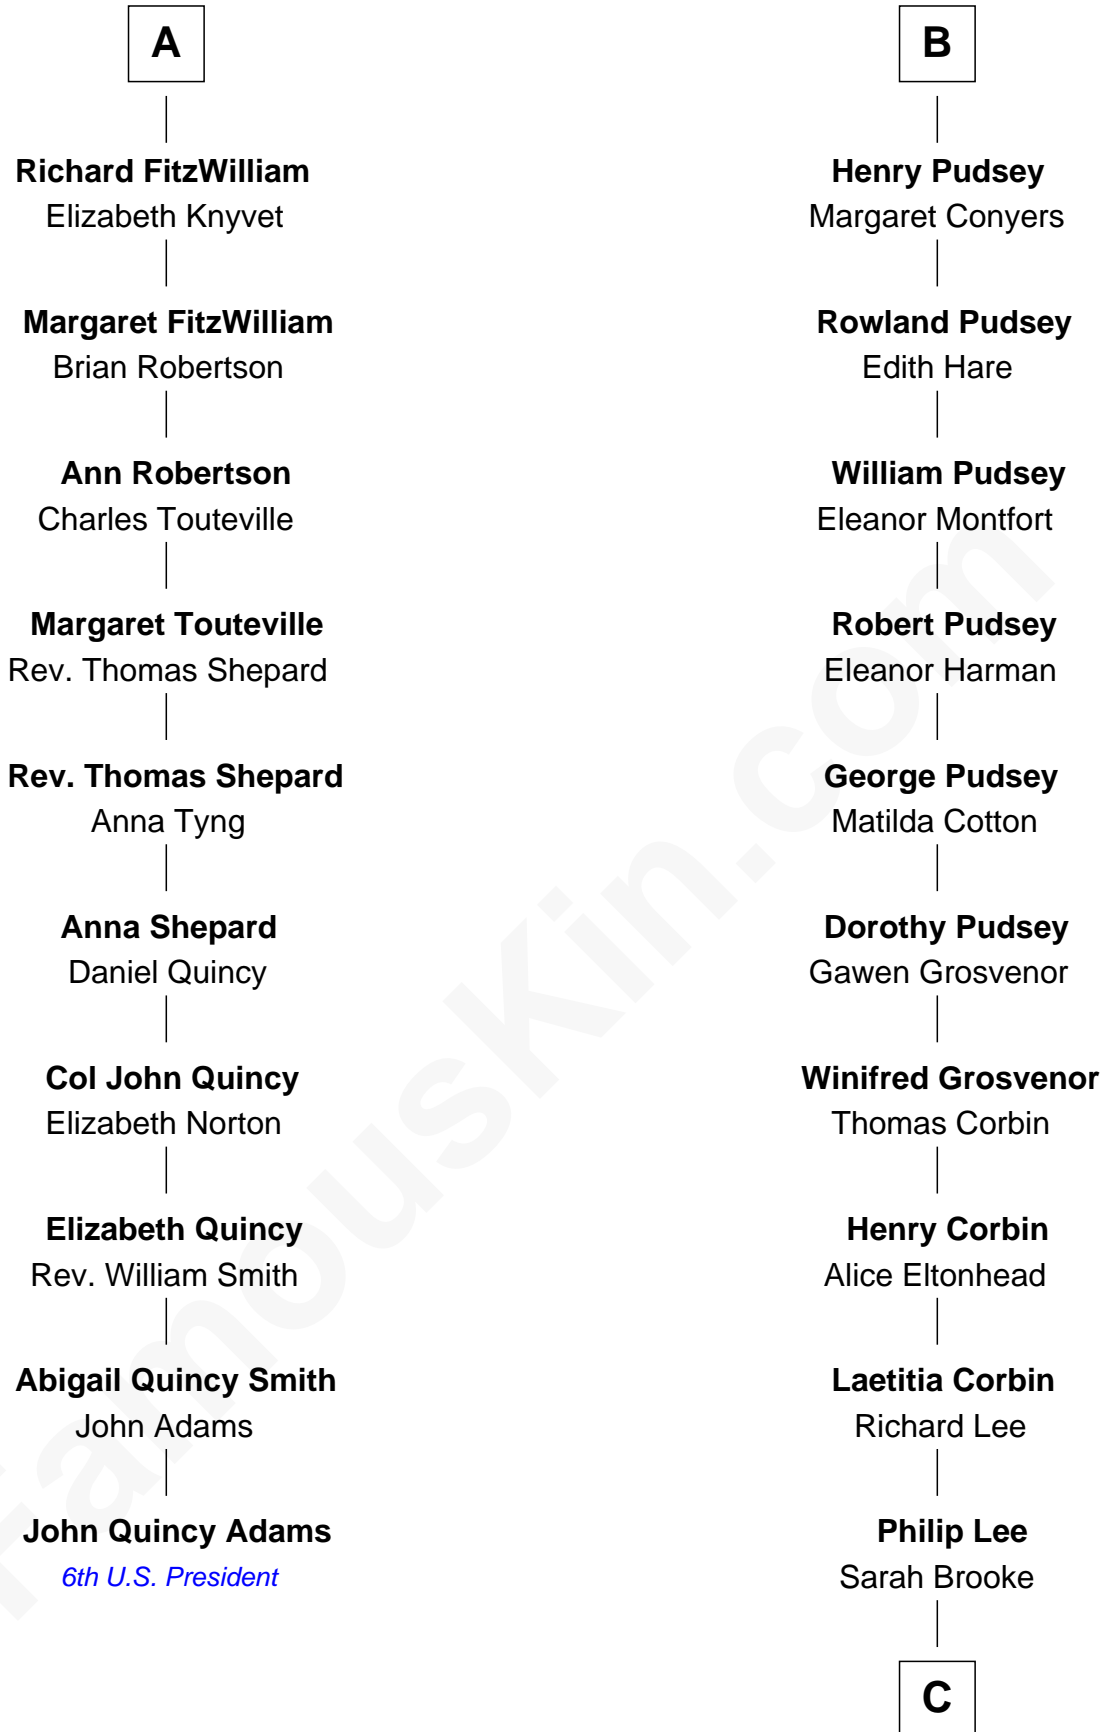 A
Richard FitzWilliam
Elizabeth Knyvet
Margaret FitzWilliam
Brian Robertson
Ann Robertson
Charles Touteville
Margaret Touteville
Rev. Thomas Shepard
Rev. Thomas Shepard
Anna Tyng
Anna Shepard
Daniel Quincy
Col John Quincy
Elizabeth Norton
Elizabeth Quincy
Rev. William Smith
Abigail Quincy Smith
John Adams
John Quincy Adams
6th U.S. President
B
Henry Pudsey
Margaret Conyers
Rowland Pudsey
Edith Hare
William Pudsey
Eleanor Montfort
Robert Pudsey
Eleanor Harman
George Pudsey
Matilda Cotton
Dorothy Pudsey
Gawen Grosvenor
Winifred Grosvenor
Thomas Corbin
Henry Corbin
Alice Eltonhead
Laetitia Corbin
Richard Lee
Philip Lee
Sarah Brooke
C
FamousKin.com